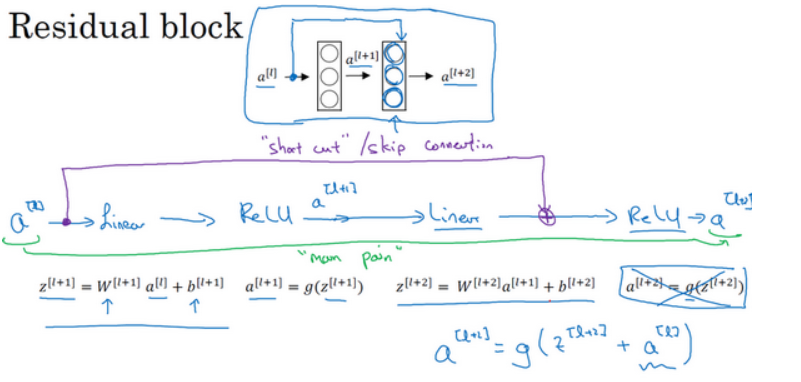 Residual block
a^[l] a^[l+1] a^[l+2]
"short cut" / skip connection
a^[l] → Linear → ReLU a^[l+1] → Linear → ReLU → a^[l+2]
"main path"
z^[l+1] = W^[l+1] a^[l] + b^[l+1] a^[l+1] = g(z^[l+1]) z^[l+2] = W^[l+2] a^[l+1] + b^[l+2] a^[l+2] = g(z^[l+2])
a^[l+2] = g(z^[l+2] + a^[l])